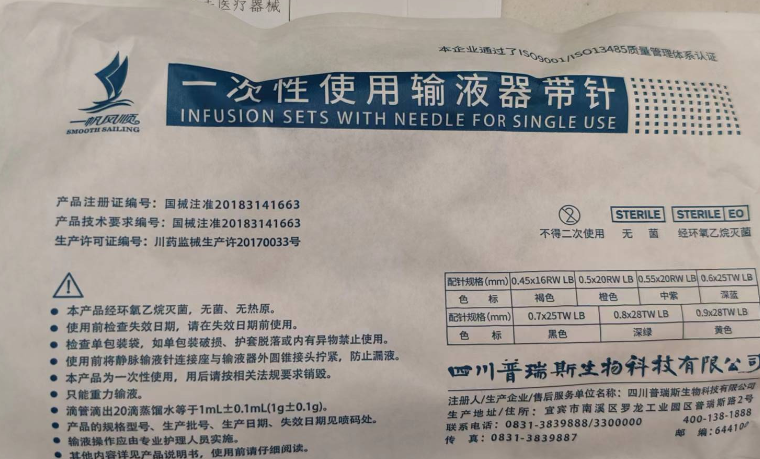 医疗器械
本企业通过了ISO9001/ISO13485质量管理体系认证
一次性使用输液器带针
INFUSION SETS WITH NEEDLE FOR SINGLE USE
一帆风顺
SMOOTH SAILING
产品注册证编号：国械注准20183141663
产品技术要求编号：国械注准20183141663
生产许可证编号：川药监械生产许20170033号
2 STERILE STERILE EO
不得二次使用 无菌 经环氧乙烷灭菌
配针规格(mm) 0.45x16RW LB 0.5x20RW LB 0.55x20RW LB 0.6x25TW LB
色标 褐色 橙色 中紫 深蓝
配针规格(mm) 0.7x25TW LB 0.8x28TW LB 0.9x28TW LB
色标 黑色 深绿 黄色
本产品经环氧乙烷灭菌，无菌、无热原。
使用前检查失效日期，请在失效日期前使用。
检查单包装袋，如单包装破损、护套脱落或内有异物禁止使用。
使用前将静脉输液针连接座与输液器外圆锥接头拧紧，防止漏液。
本产品为一次性使用，用后请按相关法规要求销毁。
只能重力输液。
滴管滴出20滴蒸馏水等于1mL±0.1mL(1g±0.1g)。
产品的规格型号、生产批号、生产日期、失效日期见喷码处。
输液操作应由专业护理人员实施。
其他内容详见产品说明书，使用前请仔细阅读。
四川普瑞斯生物科技有限公司
注册人/生产企业/售后服务单位名称：四川普瑞斯生物科技有限公司
生产地址/住所：宜宾市南溪区罗龙工业园区普瑞斯路2号
联系电话：0831-3839888/3300000 400-138-1888
传真：0831-3839887 邮编：64410